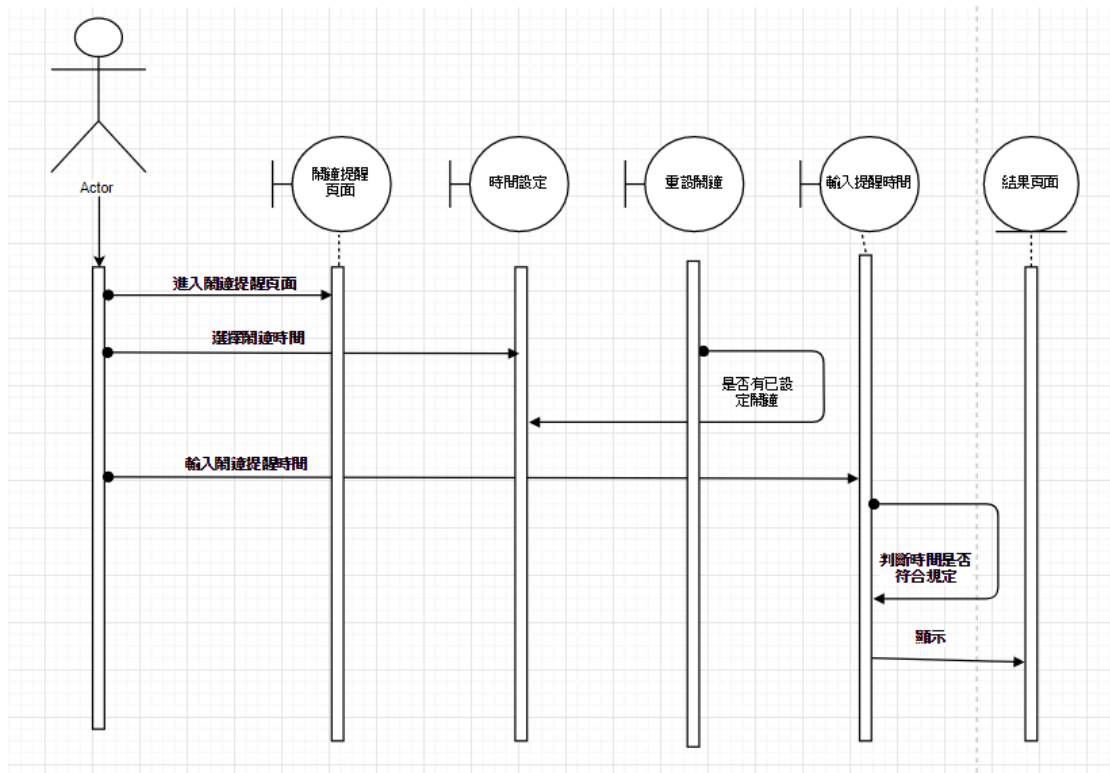 Actor
鬧鐘提醒
頁面
時間設定
重設鬧鐘
輸入提醒時間
結果頁面
進入鬧鐘提醒頁面
選擇鬧鐘時間
是否有已設
定鬧鐘
輸入鬧鐘提醒時間
判斷時間是否
符合規定
顯示